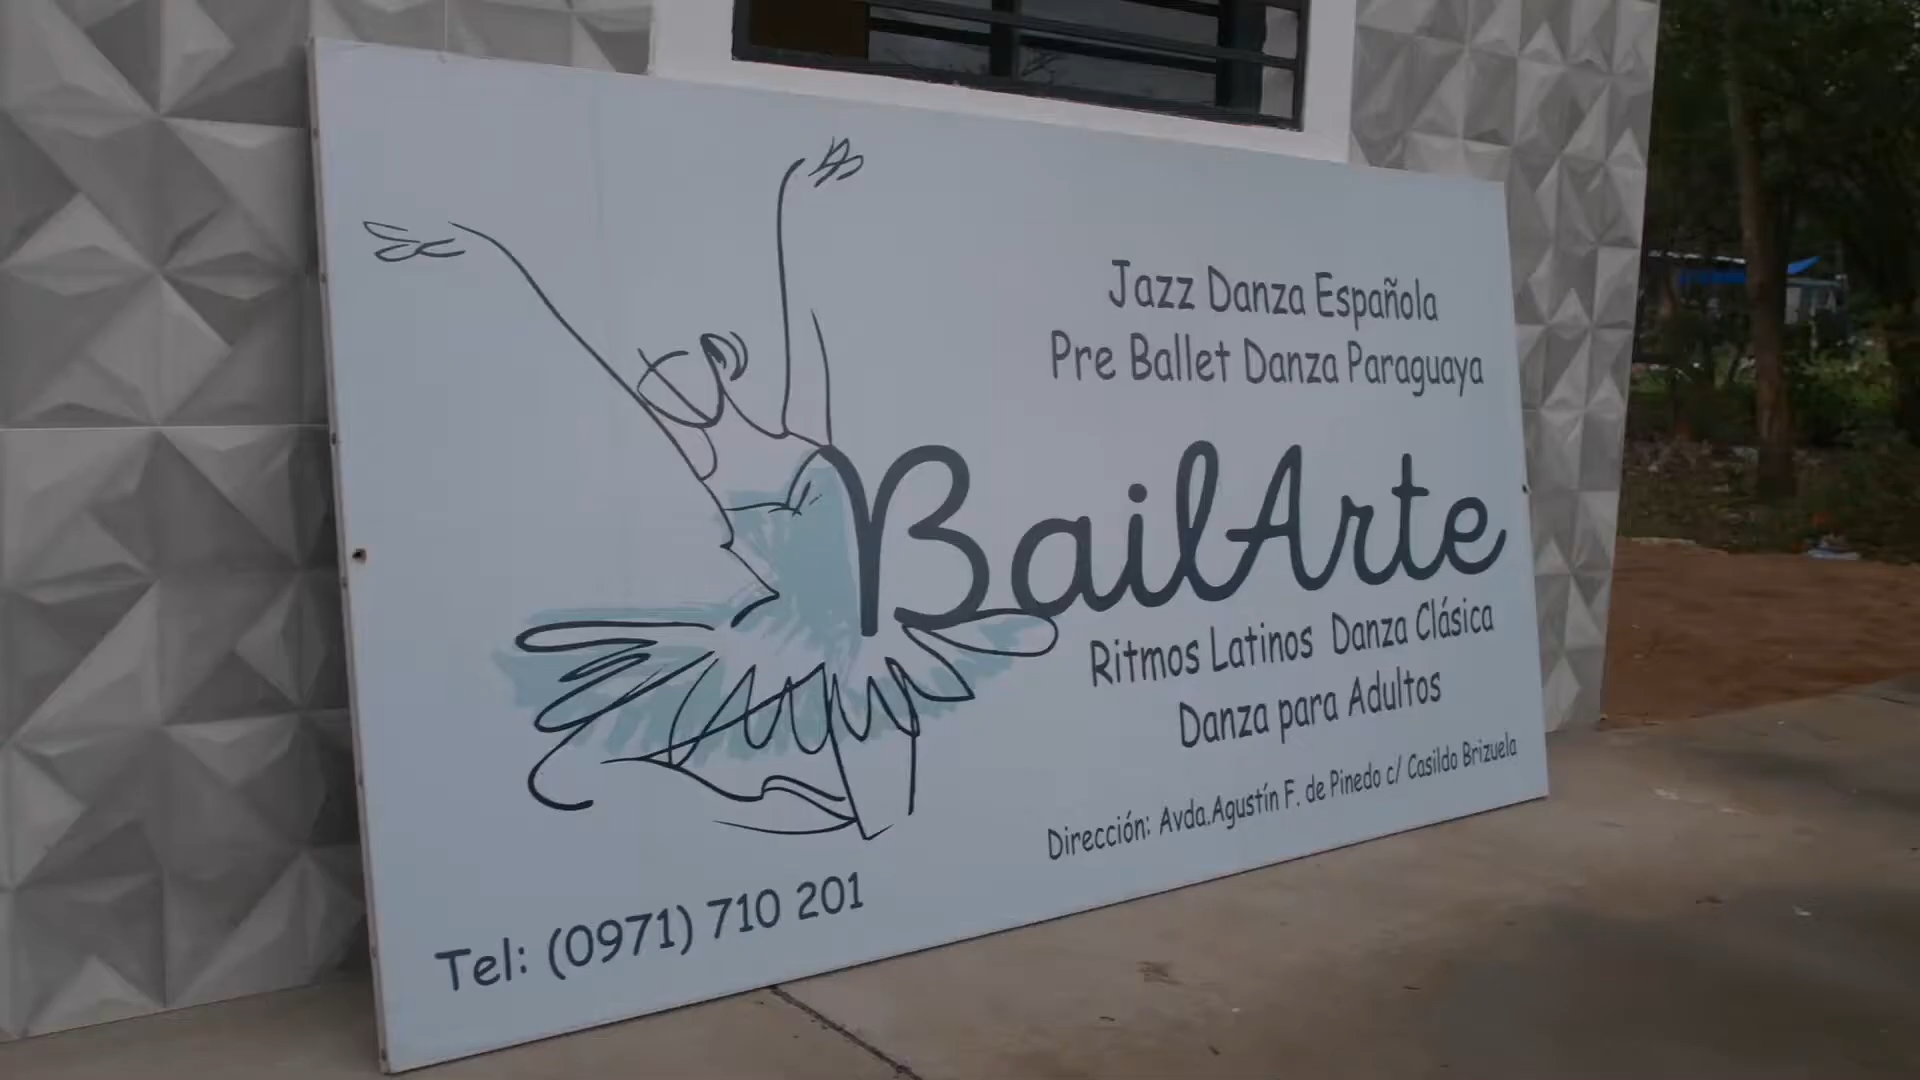 Jazz Danza Española
Pre Ballet Danza Paraguaya
BailArte
Ritmos Latinos Danza Clásica
Danza para Adultos
Dirección: Avda.Agustín F. de Pinedo c/ Casildo Brizuela
Tel: (0971) 710 201